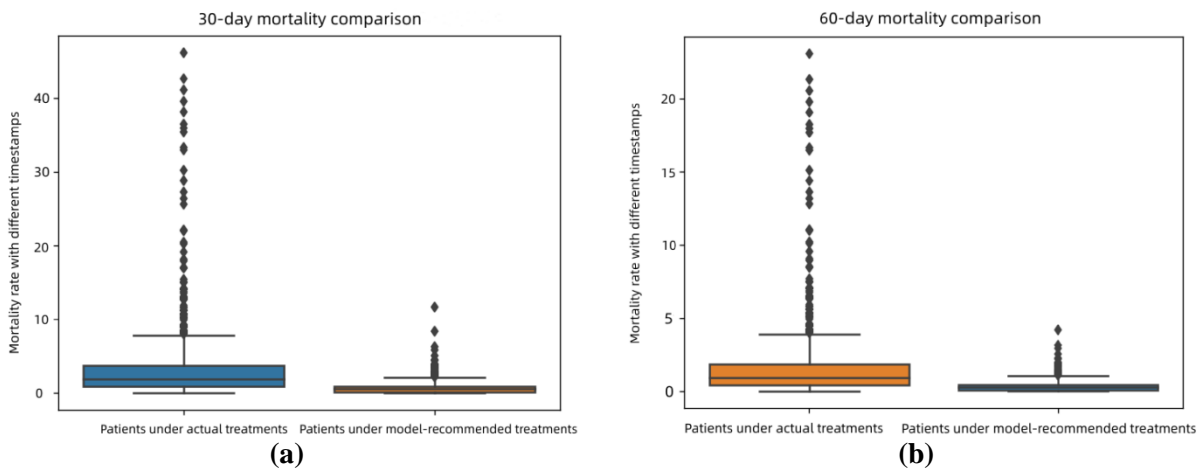 30-day mortality comparison
Mortality rate with different timestamps
40
30
20
10
0
Patients under actual treatments
Patients under model-recommended treatments
(a)
60-day mortality comparison
Mortality rate with different timestamps
20
15
10
5
0
Patients under actual treatments
Patients under model-recommended treatments
(b)